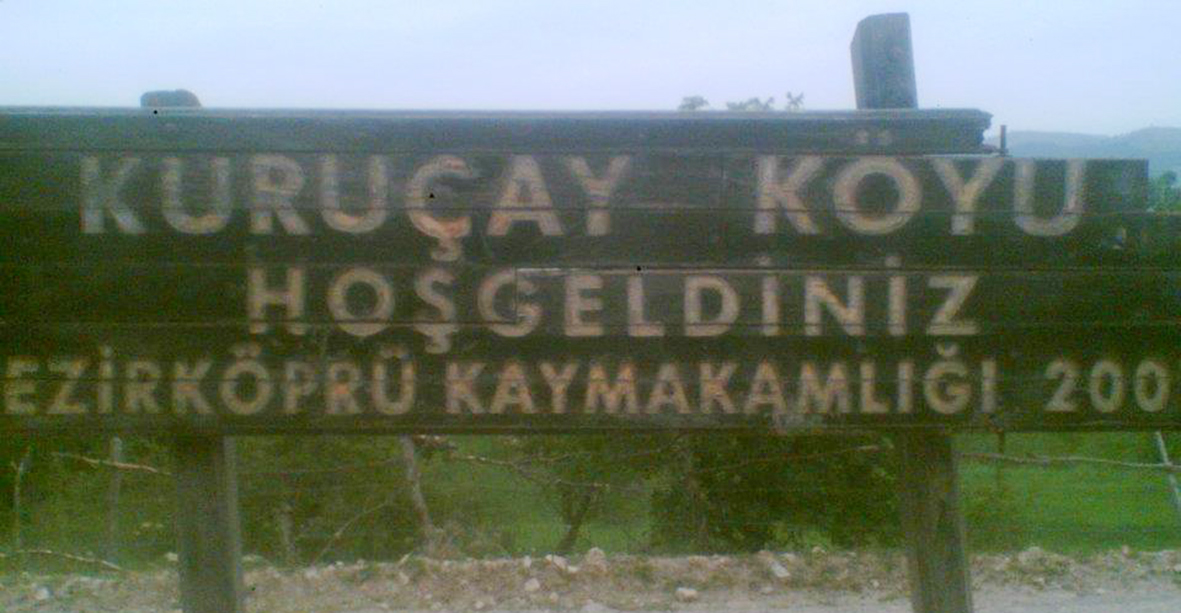 KURUÇAY KÖYU
HOŞGELDİNİZ
EZİRKÖPRÜ KAYMAKAMLIĞI 200